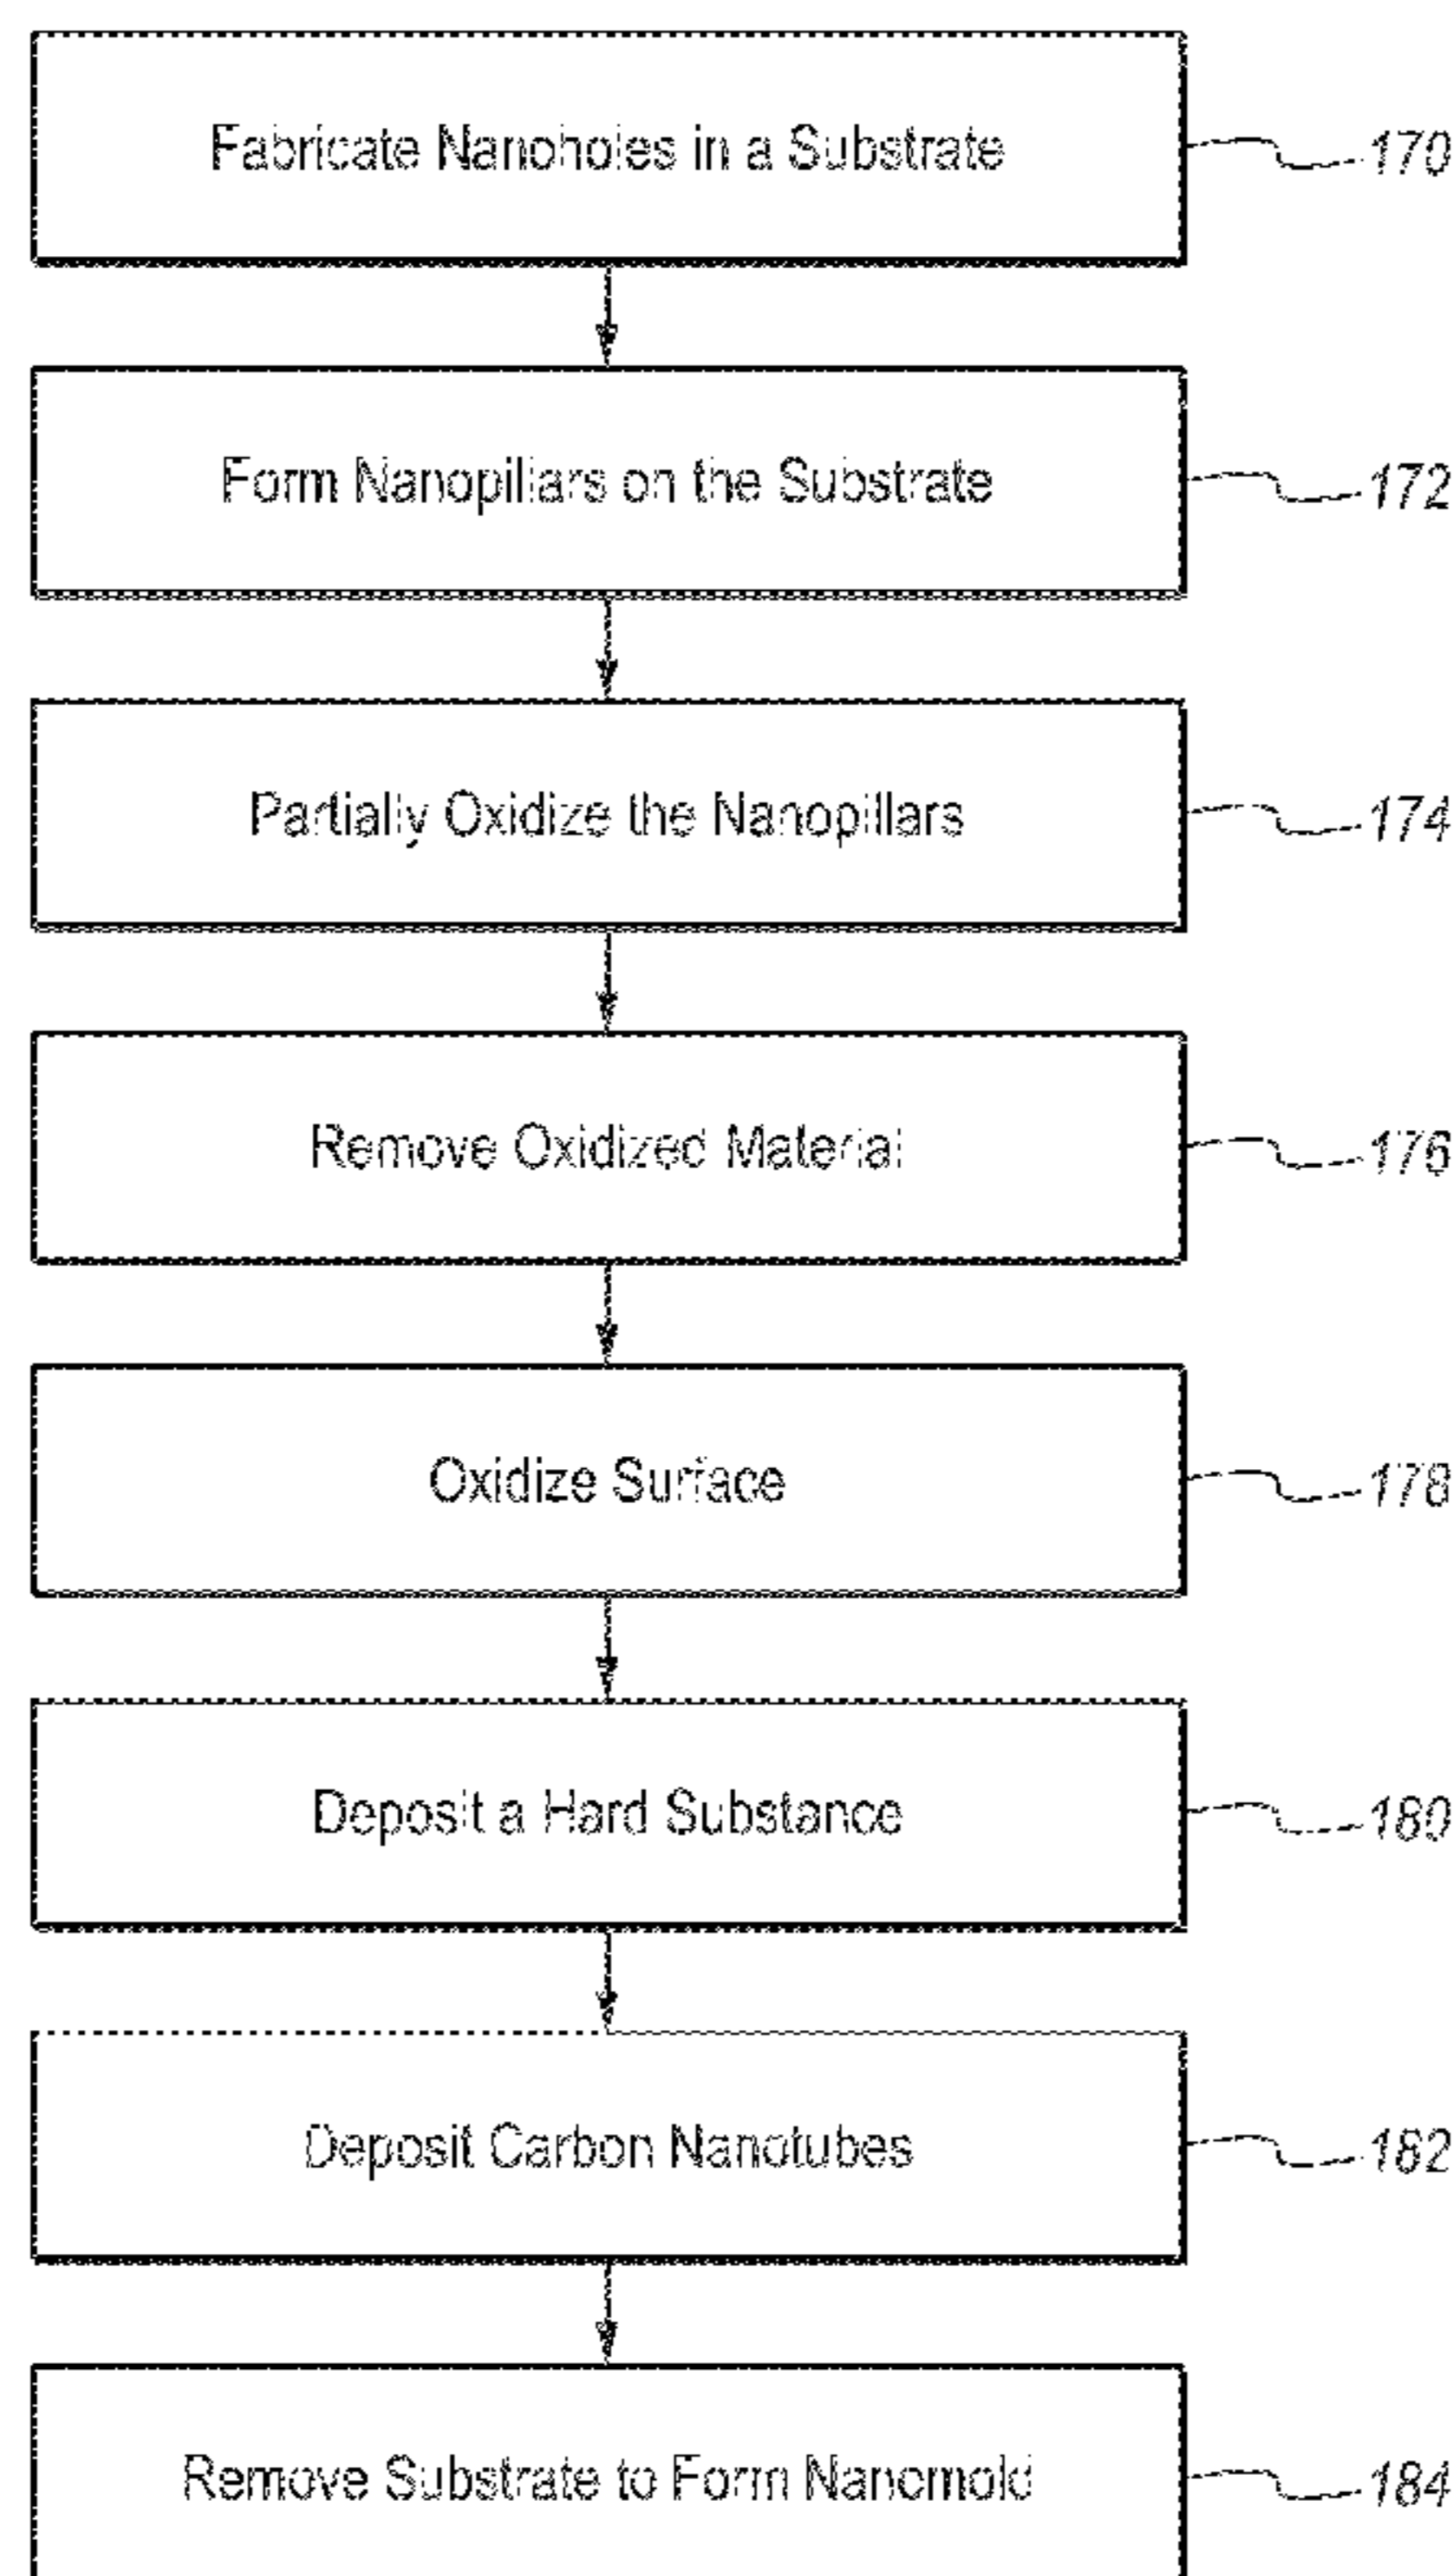 Fabricate Nanoholes in a Substrate
170
Form Nanopillars on the Substrate
172
Partially Oxidize the Nanopillars
174
Remove Oxidized Material
176
Oxidize Surface
178
Deposit a Hard Substance
180
Deposit Carbon Nanotubes
182
Remove Substrate to Form Nanomold
184